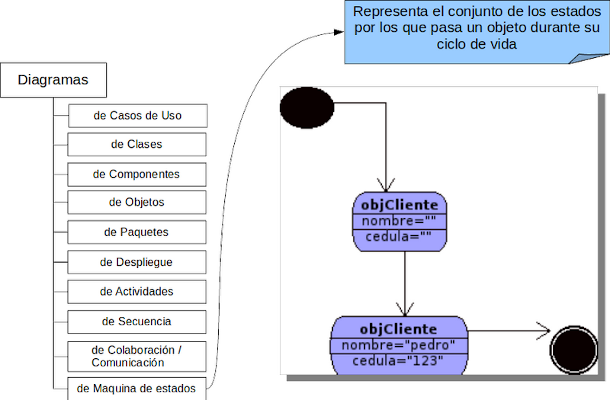 Representa el conjunto de los estados
por los que pasa un objeto durante su
ciclo de vida
Diagramas
de Casos de Uso
de Clases
de Componentes
de Objetos
de Paquetes
de Despliegue
de Actividades
de Secuencia
de Colaboración /
Comunicación
de Maquina de estados
objCliente
nombre=""
cedula=""
objCliente
nombre="pedro"
cedula="123"